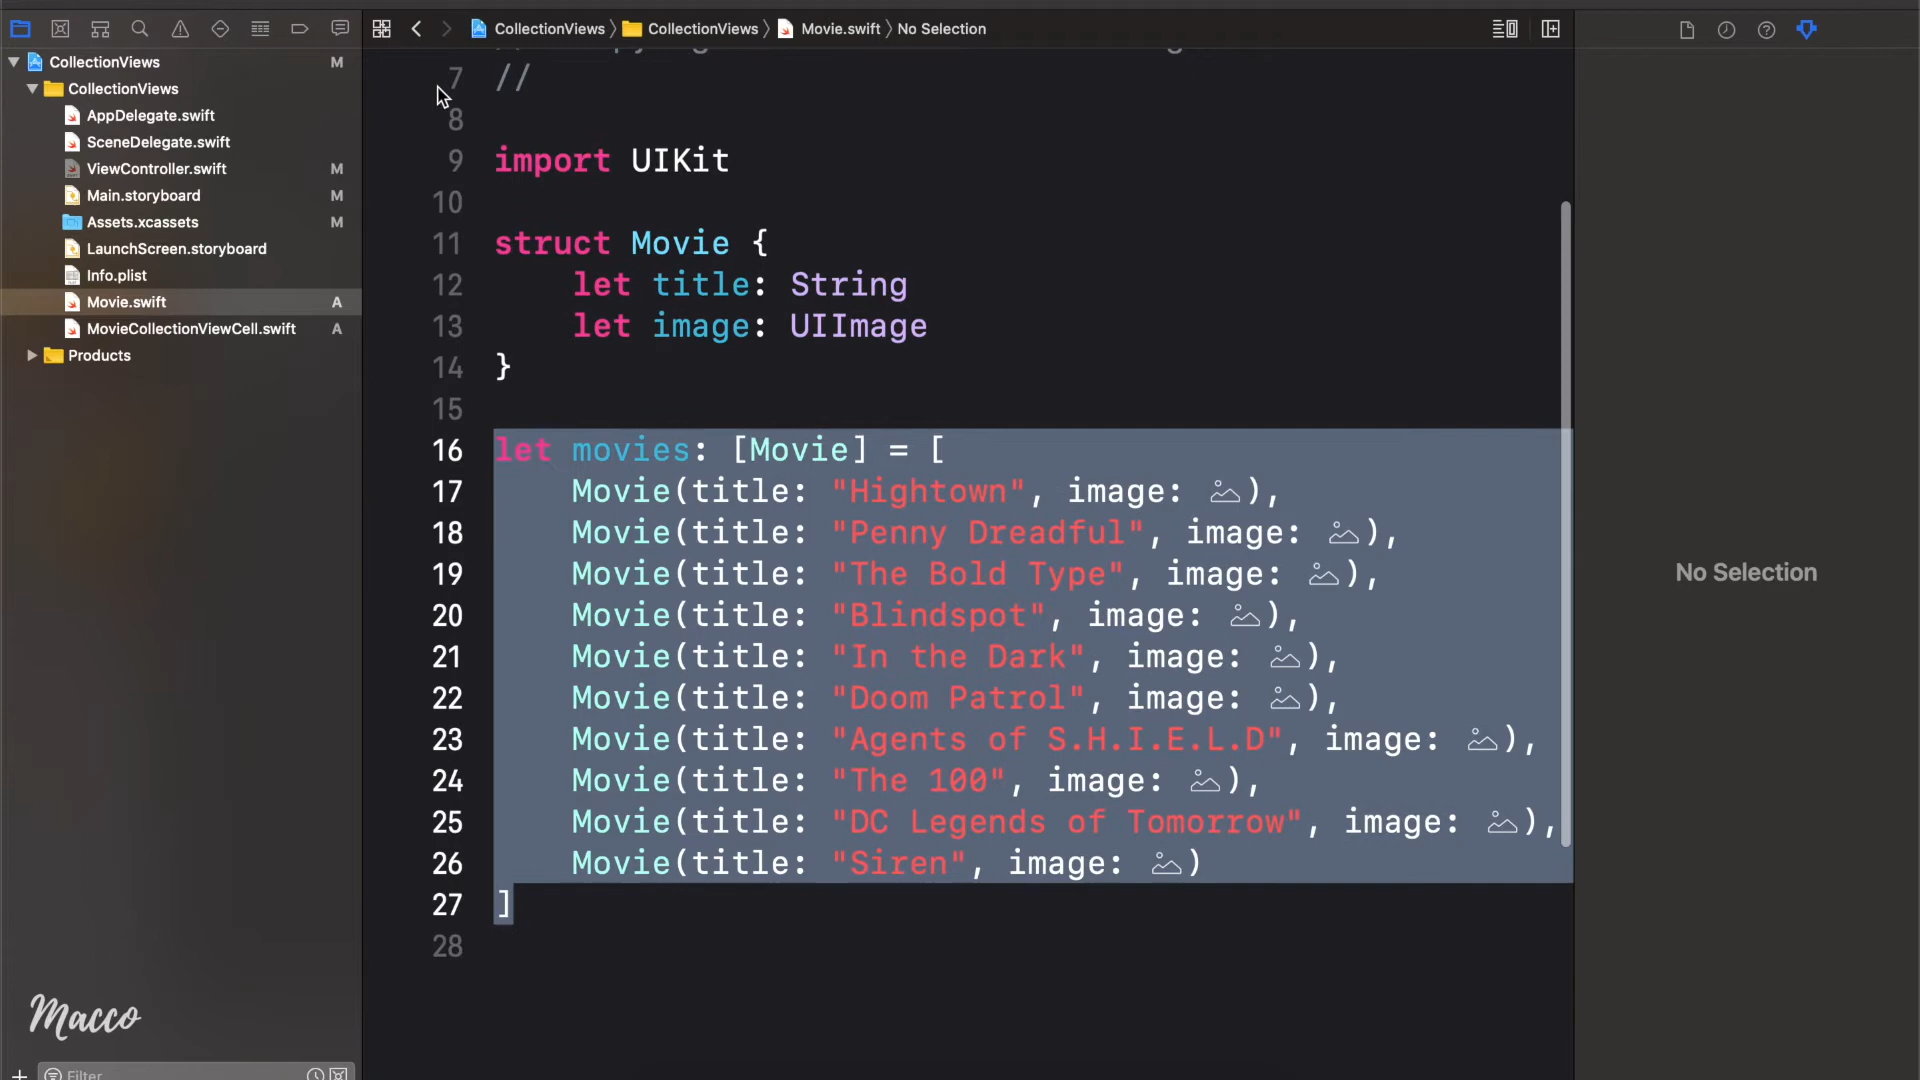 CollectionViews CollectionViews Movie.swift No Selection
CollectionViews M
CollectionViews
AppDelegate.swift
SceneDelegate.swift
ViewController.swift M
Main.storyboard M
Assets.xcassets M
LaunchScreen.storyboard
Info.plist
Movie.swift A
MovieCollectionViewCell.swift A
Products
Macco
Filter
7 //
8
9 import UIKit
10
11 struct Movie {
12 let title: String
13 let image: UIImage
14 }
15
16 let movies: [Movie] = [
17 Movie(title: "Hightown", image: ),
18 Movie(title: "Penny Dreadful", image: ),
19 Movie(title: "The Bold Type", image: ),
20 Movie(title: "Blindspot", image: ),
21 Movie(title: "In the Dark", image: ),
22 Movie(title: "Doom Patrol", image: ),
23 Movie(title: "Agents of S.H.I.E.L.D", image: ),
24 Movie(title: "The 100", image: ),
25 Movie(title: "DC Legends of Tomorrow", image: ),
26 Movie(title: "Siren", image: )
27 ]
28
No Selection